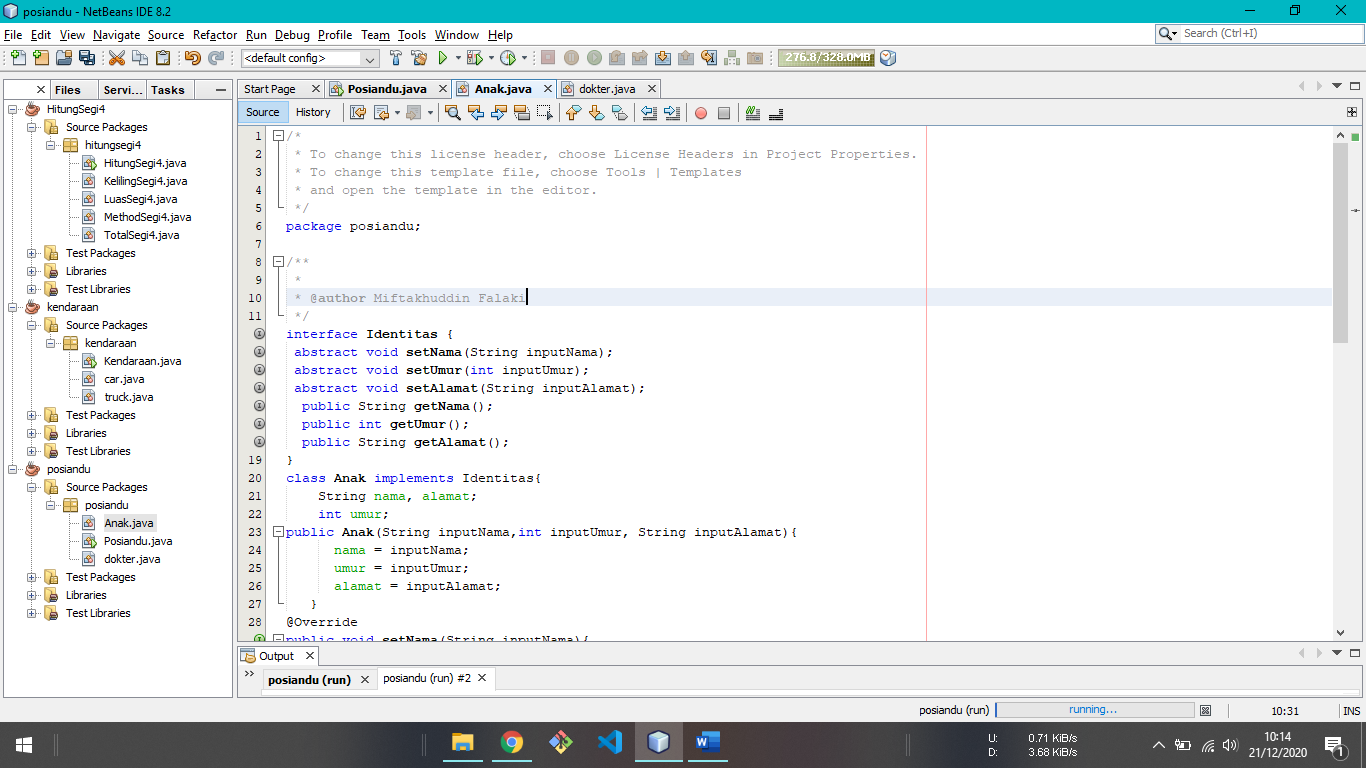 posiandu - NetBeans IDE 8.2
File Edit View Navigate Source Refactor Run Debug Profile Team Tools Window Help
Search (Ctrl+I)
<default config>
276.8/328.0MB
Files Servi... Tasks
Start Page Posiandu.java Anak.java dokter.java
Source History
HitungSegi4
Source Packages
hitungsegi4
HitungSegi4.java
KelilingSegi4.java
LuasSegi4.java
MethodSegi4.java
TotalSegi4.java
Test Packages
Libraries
Test Libraries
kendaraan
Source Packages
kendaraan
Kendaraan.java
car.java
truck.java
Test Packages
Libraries
Test Libraries
posiandu
Source Packages
posiandu
Anak.java
Posiandu.java
dokter.java
Test Packages
Libraries
Test Libraries
1 /*
2 * To change this license header, choose License Headers in Project Properties.
3 * To change this template file, choose Tools | Templates
4 * and open the template in the editor.
5 */
6 package posiandu;
7
8 /**
9 *
10 * @author Miftakhuddin Falaki
11 */
interface Identitas {
abstract void setNama(String inputNama);
abstract void setUmur(int inputUmur);
abstract void setAlamat(String inputAlamat);
public String getNama();
public int getUmur();
public String getAlamat();
19 }
20 class Anak implements Identitas{
21 String nama, alamat;
22 int umur;
23 public Anak(String inputNama,int inputUmur, String inputAlamat){
24 nama = inputNama;
25 umur = inputUmur;
26 alamat = inputAlamat;
27 }
28 @Override
public void setNama(String inputNama){
Output
posiandu (run) posiandu (run) #2
posiandu (run) running... 10:31 INS
U: 0.71 KiB/s
D: 3.68 KiB/s
10:14
21/12/2020
1